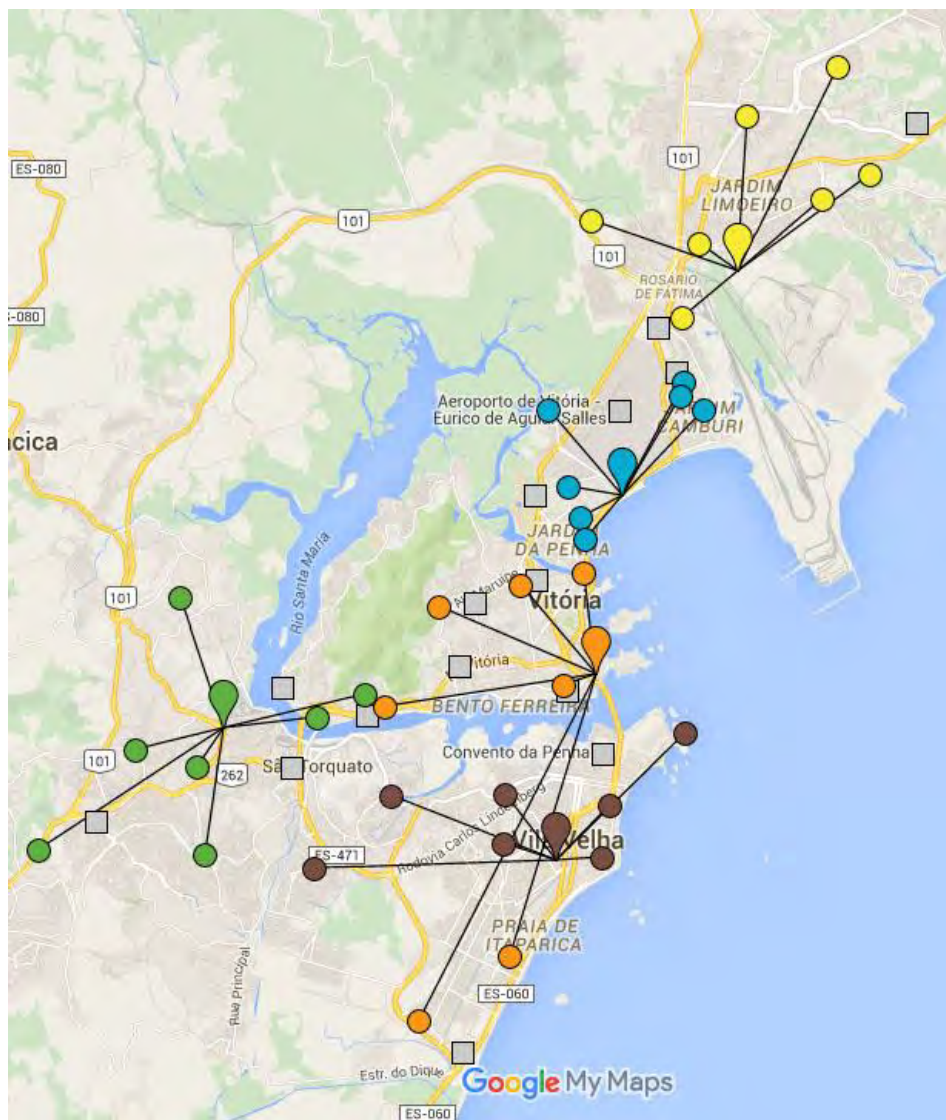 ES-080
101
JARDIM
LIMOEIRO
101
101
ROSÁRIO
DE FÁTIMA
Aeroporto de Vitória -
Eurico de Aguiar Salles
JARDIM
CAMBURI
acica
JARDIM
DA PENHA
Rio Santa Maria
101
Vitória
BENTO FERREIRA
Convento da Penha
101
262
São Torquato
Rodovia Carlos Lindenberg
Vila Velha
ES-471
PRAIA DE
ITAPARICA
Rua Principal
ES-060
Estr. do Dique
Google My Maps
ES-060